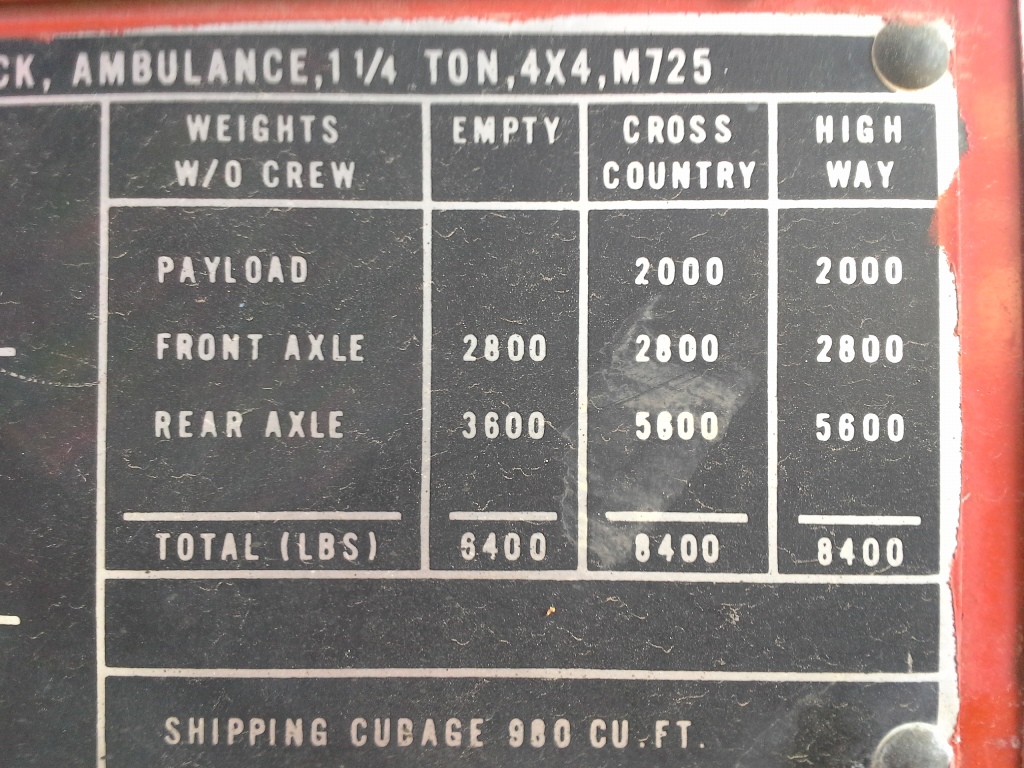 CK, AMBULANCE, 1 1/4 TON, 4X4, M725
WEIGHTS W/O CREW EMPTY CROSS COUNTRY HIGH WAY
PAYLOAD 2000 2000
FRONT AXLE 2800 2800 2800
REAR AXLE 3600 5600 5600
TOTAL (LBS) 6400 8400 8400
SHIPPING CUBAGE 980 CU. FT.